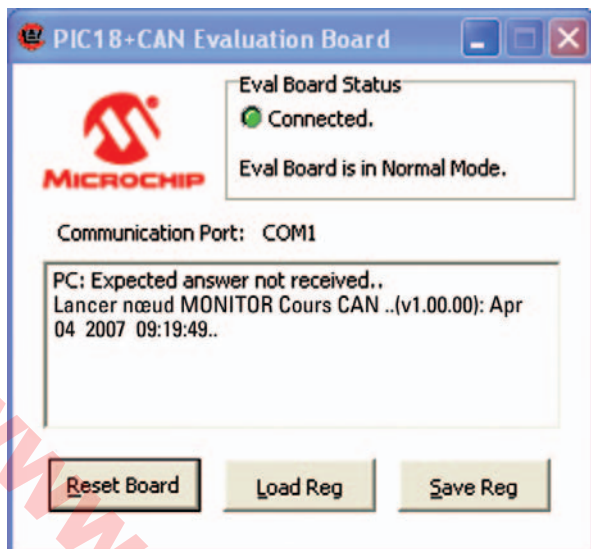 PIC18+CAN Evaluation Board
Eval Board Status
Connected.
MICROCHIP
Eval Board is in Normal Mode.
Communication Port: COM1
PC: Expected answer not received..
Lancer nœud MONITOR Cours CAN ..(v1.00.00): Apr
04 2007 09:19:49..
Reset Board
Load Reg
Save Reg